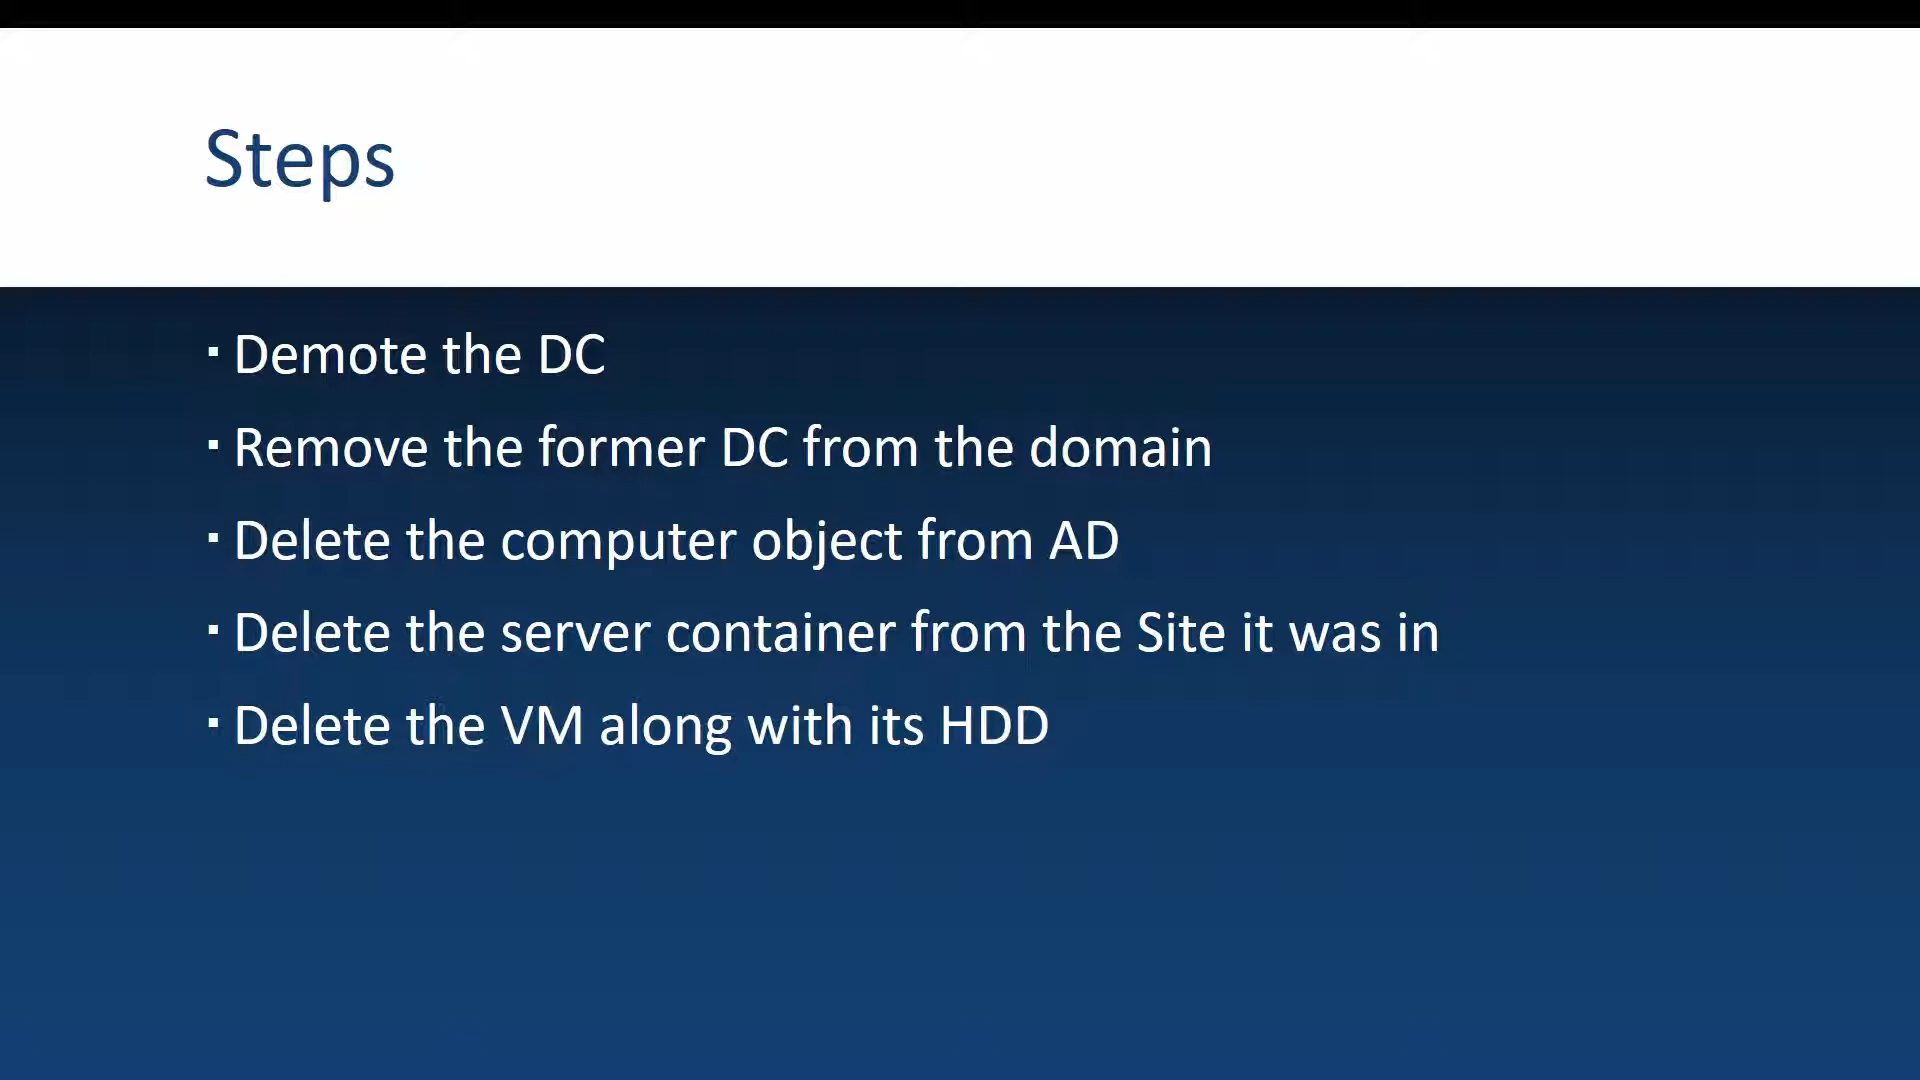 Steps
▪ Demote the DC
▪ Remove the former DC from the domain
▪ Delete the computer object from AD
▪ Delete the server container from the Site it was in
▪ Delete the VM along with its HDD